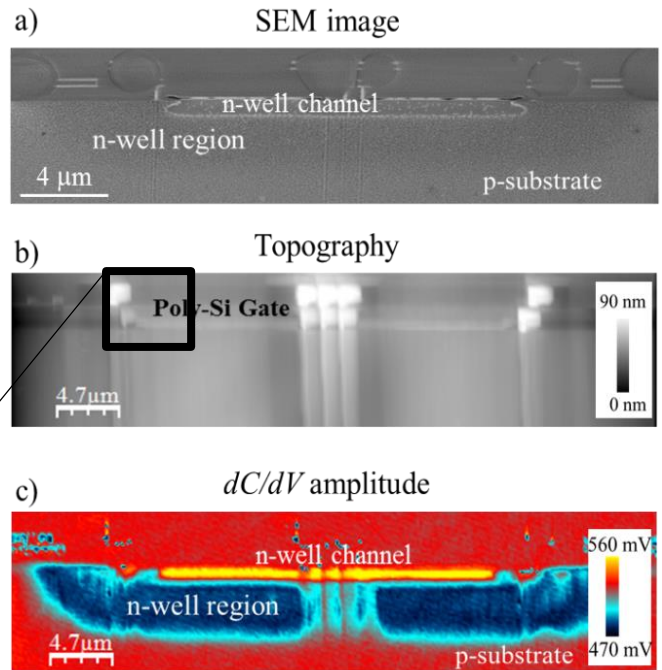 a)
SEM image
n-well channel
n-well region
4 μm
p-substrate
b)
Topography
Poly-Si Gate
90 nm
4.7μm
0 nm
c)
dC/dV amplitude
560 mV
n-well channel
n-well region
4.7μm
p-substrate
470 mV